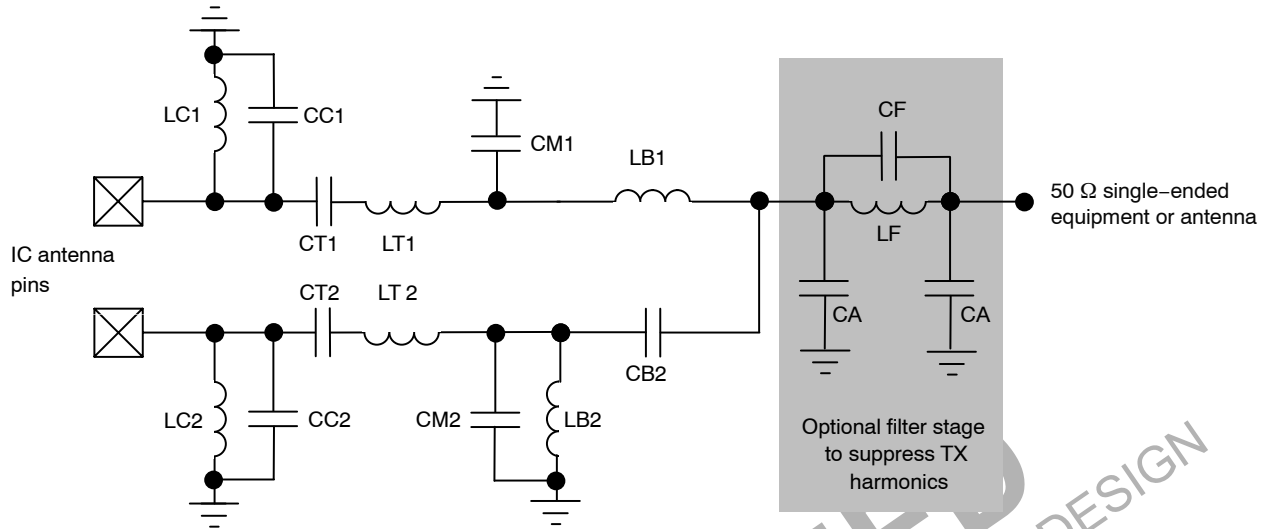 LC1
CC1
CM1
CF
LB1
50 Ω single−ended
equipment or antenna
CT1
LT1
LF
IC antenna
pins
CT2
LT 2
CA
CA
CB2
LC2
CC2
CM2
LB2
Optional filter stage
to suppress TX
harmonics
DESIGN